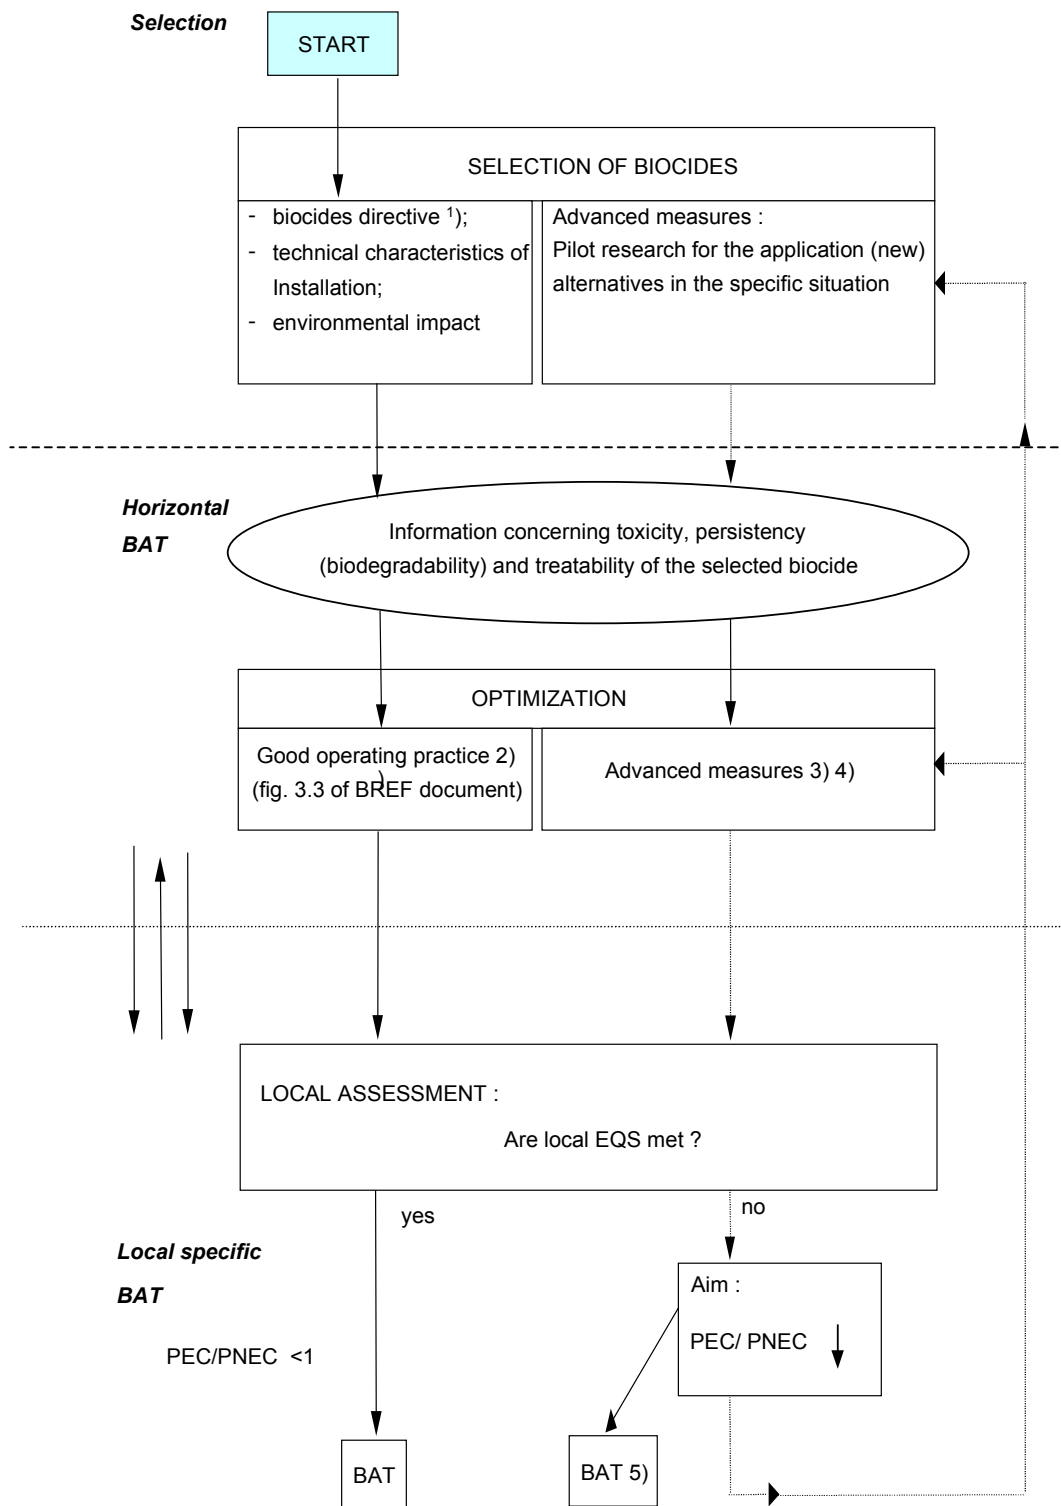 Selection
START
SELECTION OF BIOCIDES
- biocides directive 1);
- technical characteristics of
Installation;
- environmental impact
Advanced measures :
Pilot research for the application (new)
alternatives in the specific situation
Horizontal
BAT
Information concerning toxicity, persistency
(biodegradability) and treatability of the selected biocide
OPTIMIZATION
Good operating practice 2)
)
(fig. 3.3 of BREF document)
Advanced measures 3) 4)
LOCAL ASSESSMENT :
Are local EQS met ?
yes
no
Local specific
BAT
PEC/PNEC <1
Aim :
PEC/ PNEC
BAT
BAT 5)